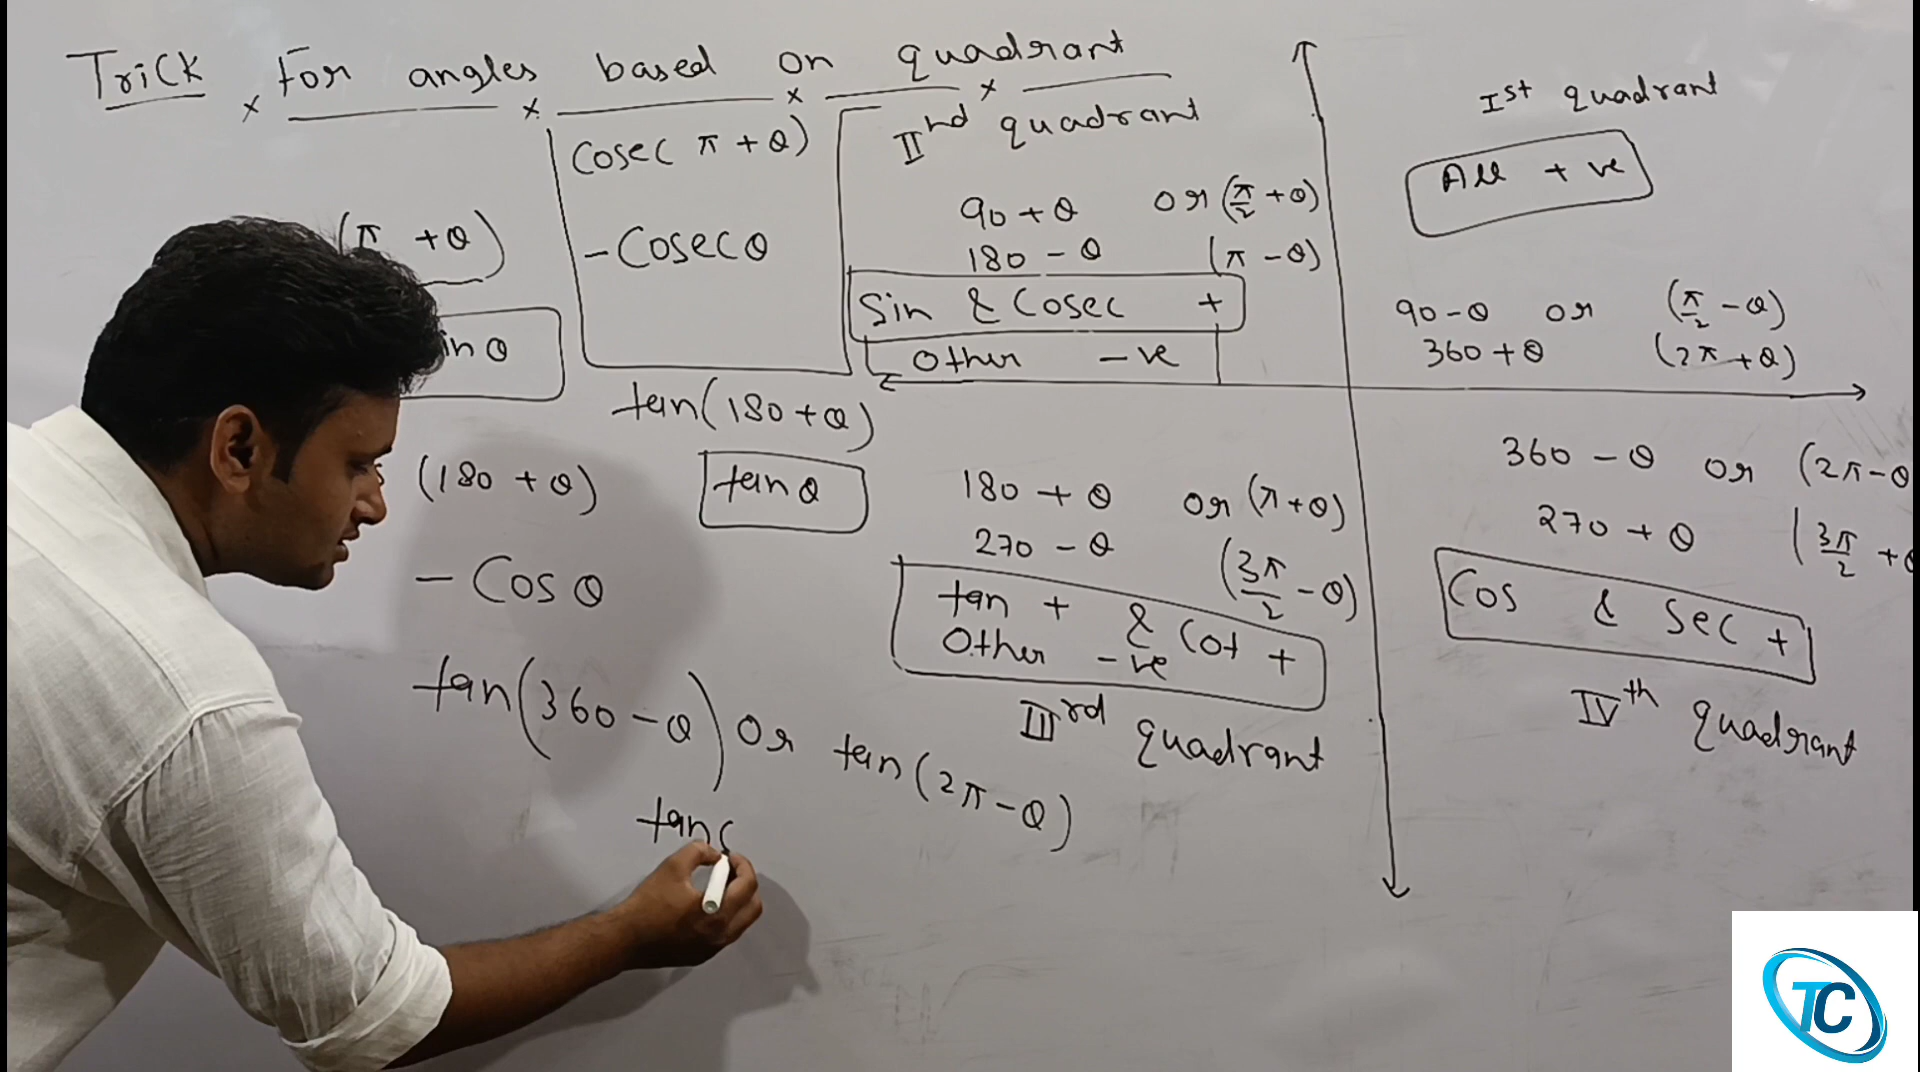 Trick for angles based on quadrant
Cosec π + θ)
- Cosec θ
(π + θ)
in θ
tan(180+θ)
tan θ
(180 + θ)
- Cos θ
tan(360 - θ) or tan(2π - θ)
tan(
IInd quadrant
90 + θ or (π/2 + θ)
180 - θ (π - θ)
Sin & Cosec +
Other - ve
Ist quadrant
All + ve
90 - θ or (π/2 - θ)
360 + θ (2π + θ)
180 + θ or (π + θ)
270 - θ (3π/2 - θ)
tan + & Cot +
Other - ve
IIIrd quadrant
360 - θ or (2π - θ
270 + θ (3π/2 + θ
Cos & Sec +
IVth quadrant
TC